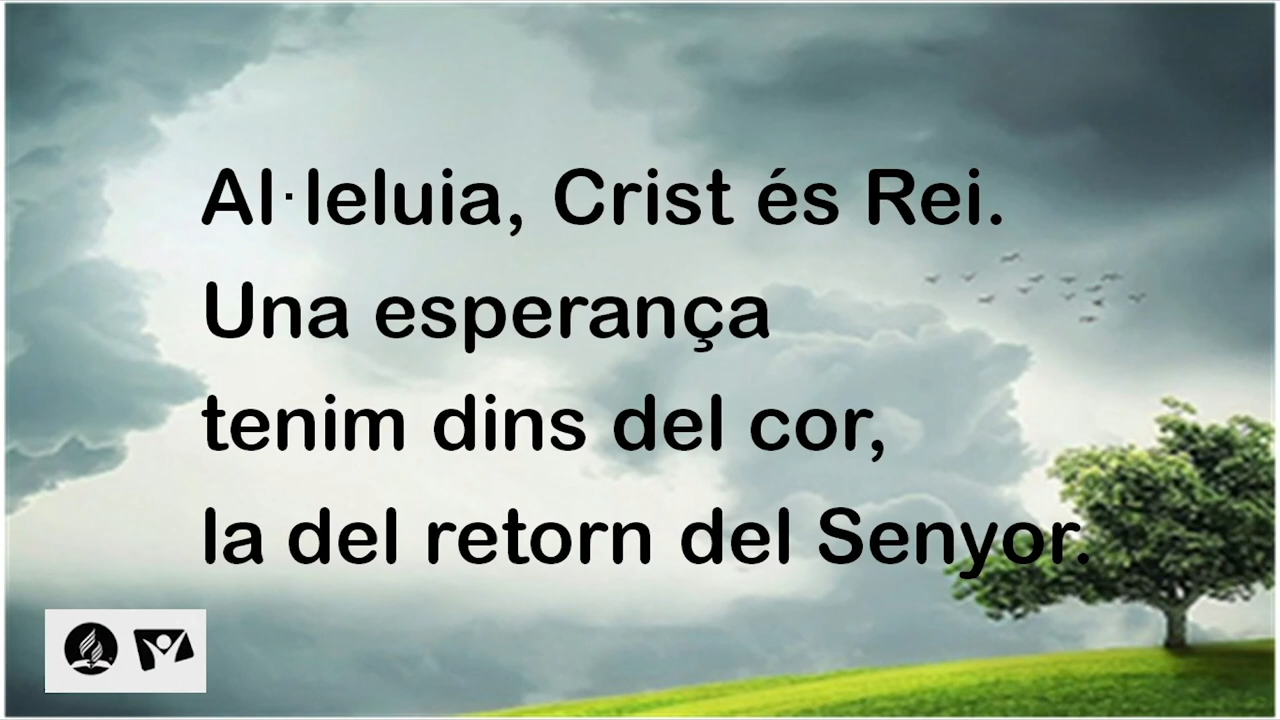 Al·leluia, Crist és Rei.
Una esperança
tenim dins del cor,
la del retorn del Senyor.